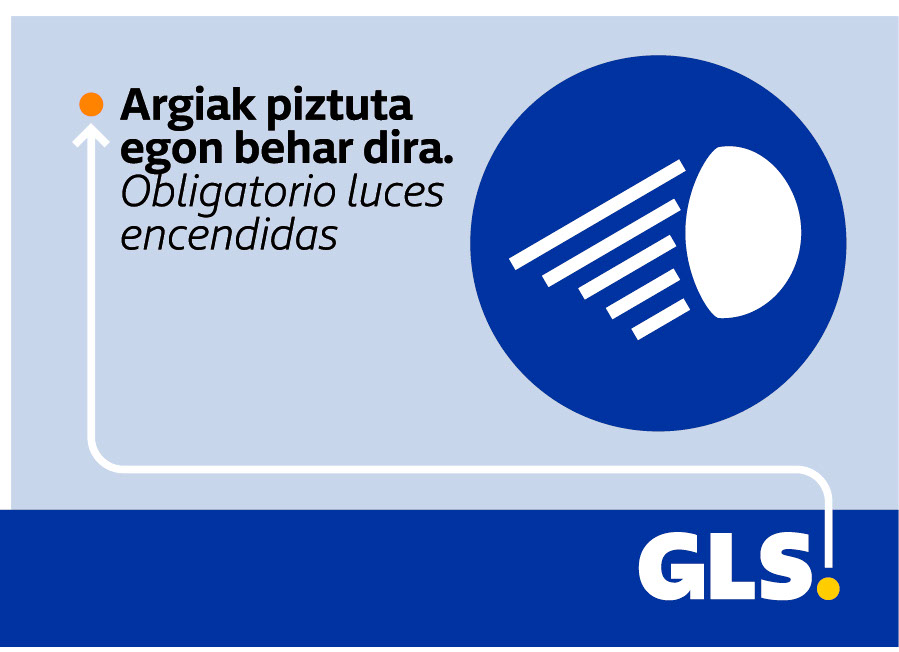 Argiak piztuta
egon behar dira.
Obligatorio luces
encendidas
GLS.